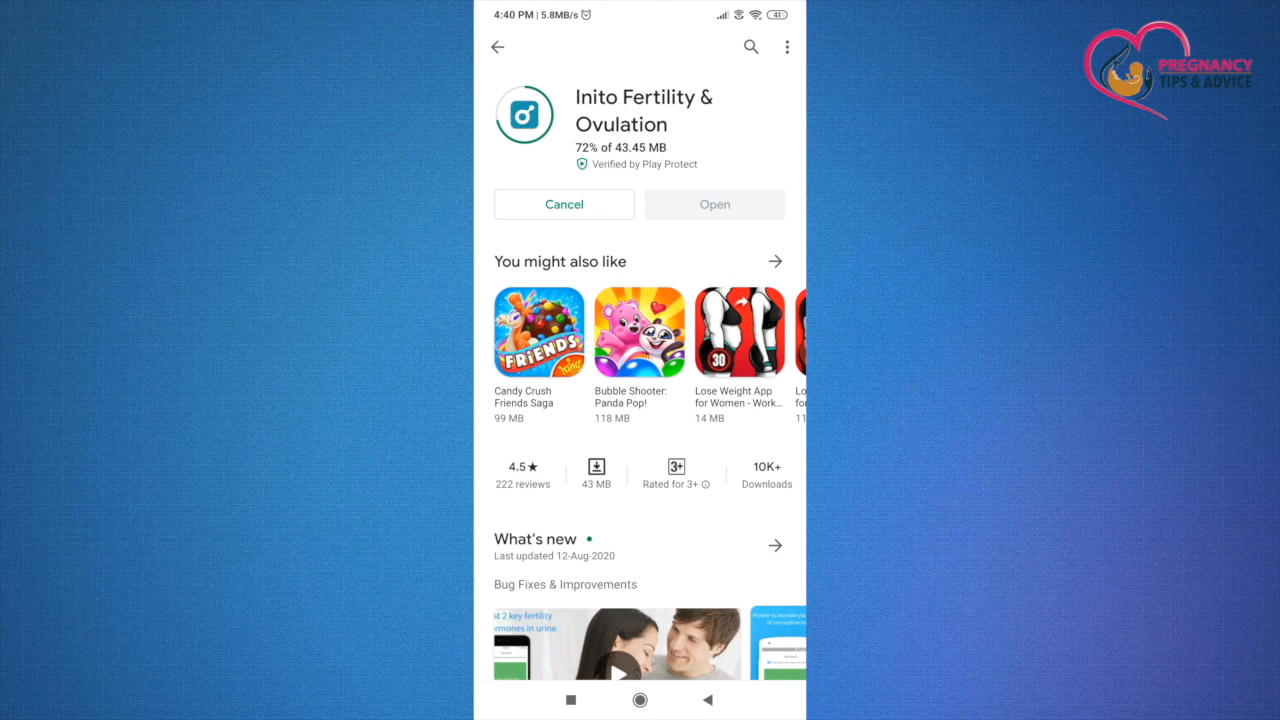 4:40 PM | 5.8MB/s
41
PREGNANCY
TIPS & ADVICE
Inito Fertility &
Ovulation
72% of 43.45 MB
Verified by Play Protect
Cancel
Open
You might also like
FRIENDS
King
30
Candy Crush
Friends Saga
99 MB
Bubble Shooter:
Panda Pop!
118 MB
Lose Weight App
for Women - Work...
14 MB
4.5★
222 reviews
43 MB
3+
Rated for 3+
10K+
Downloads
What's new
Last updated 12-Aug-2020
Bug Fixes & Improvements
st 2 key fertility
rmones in urine